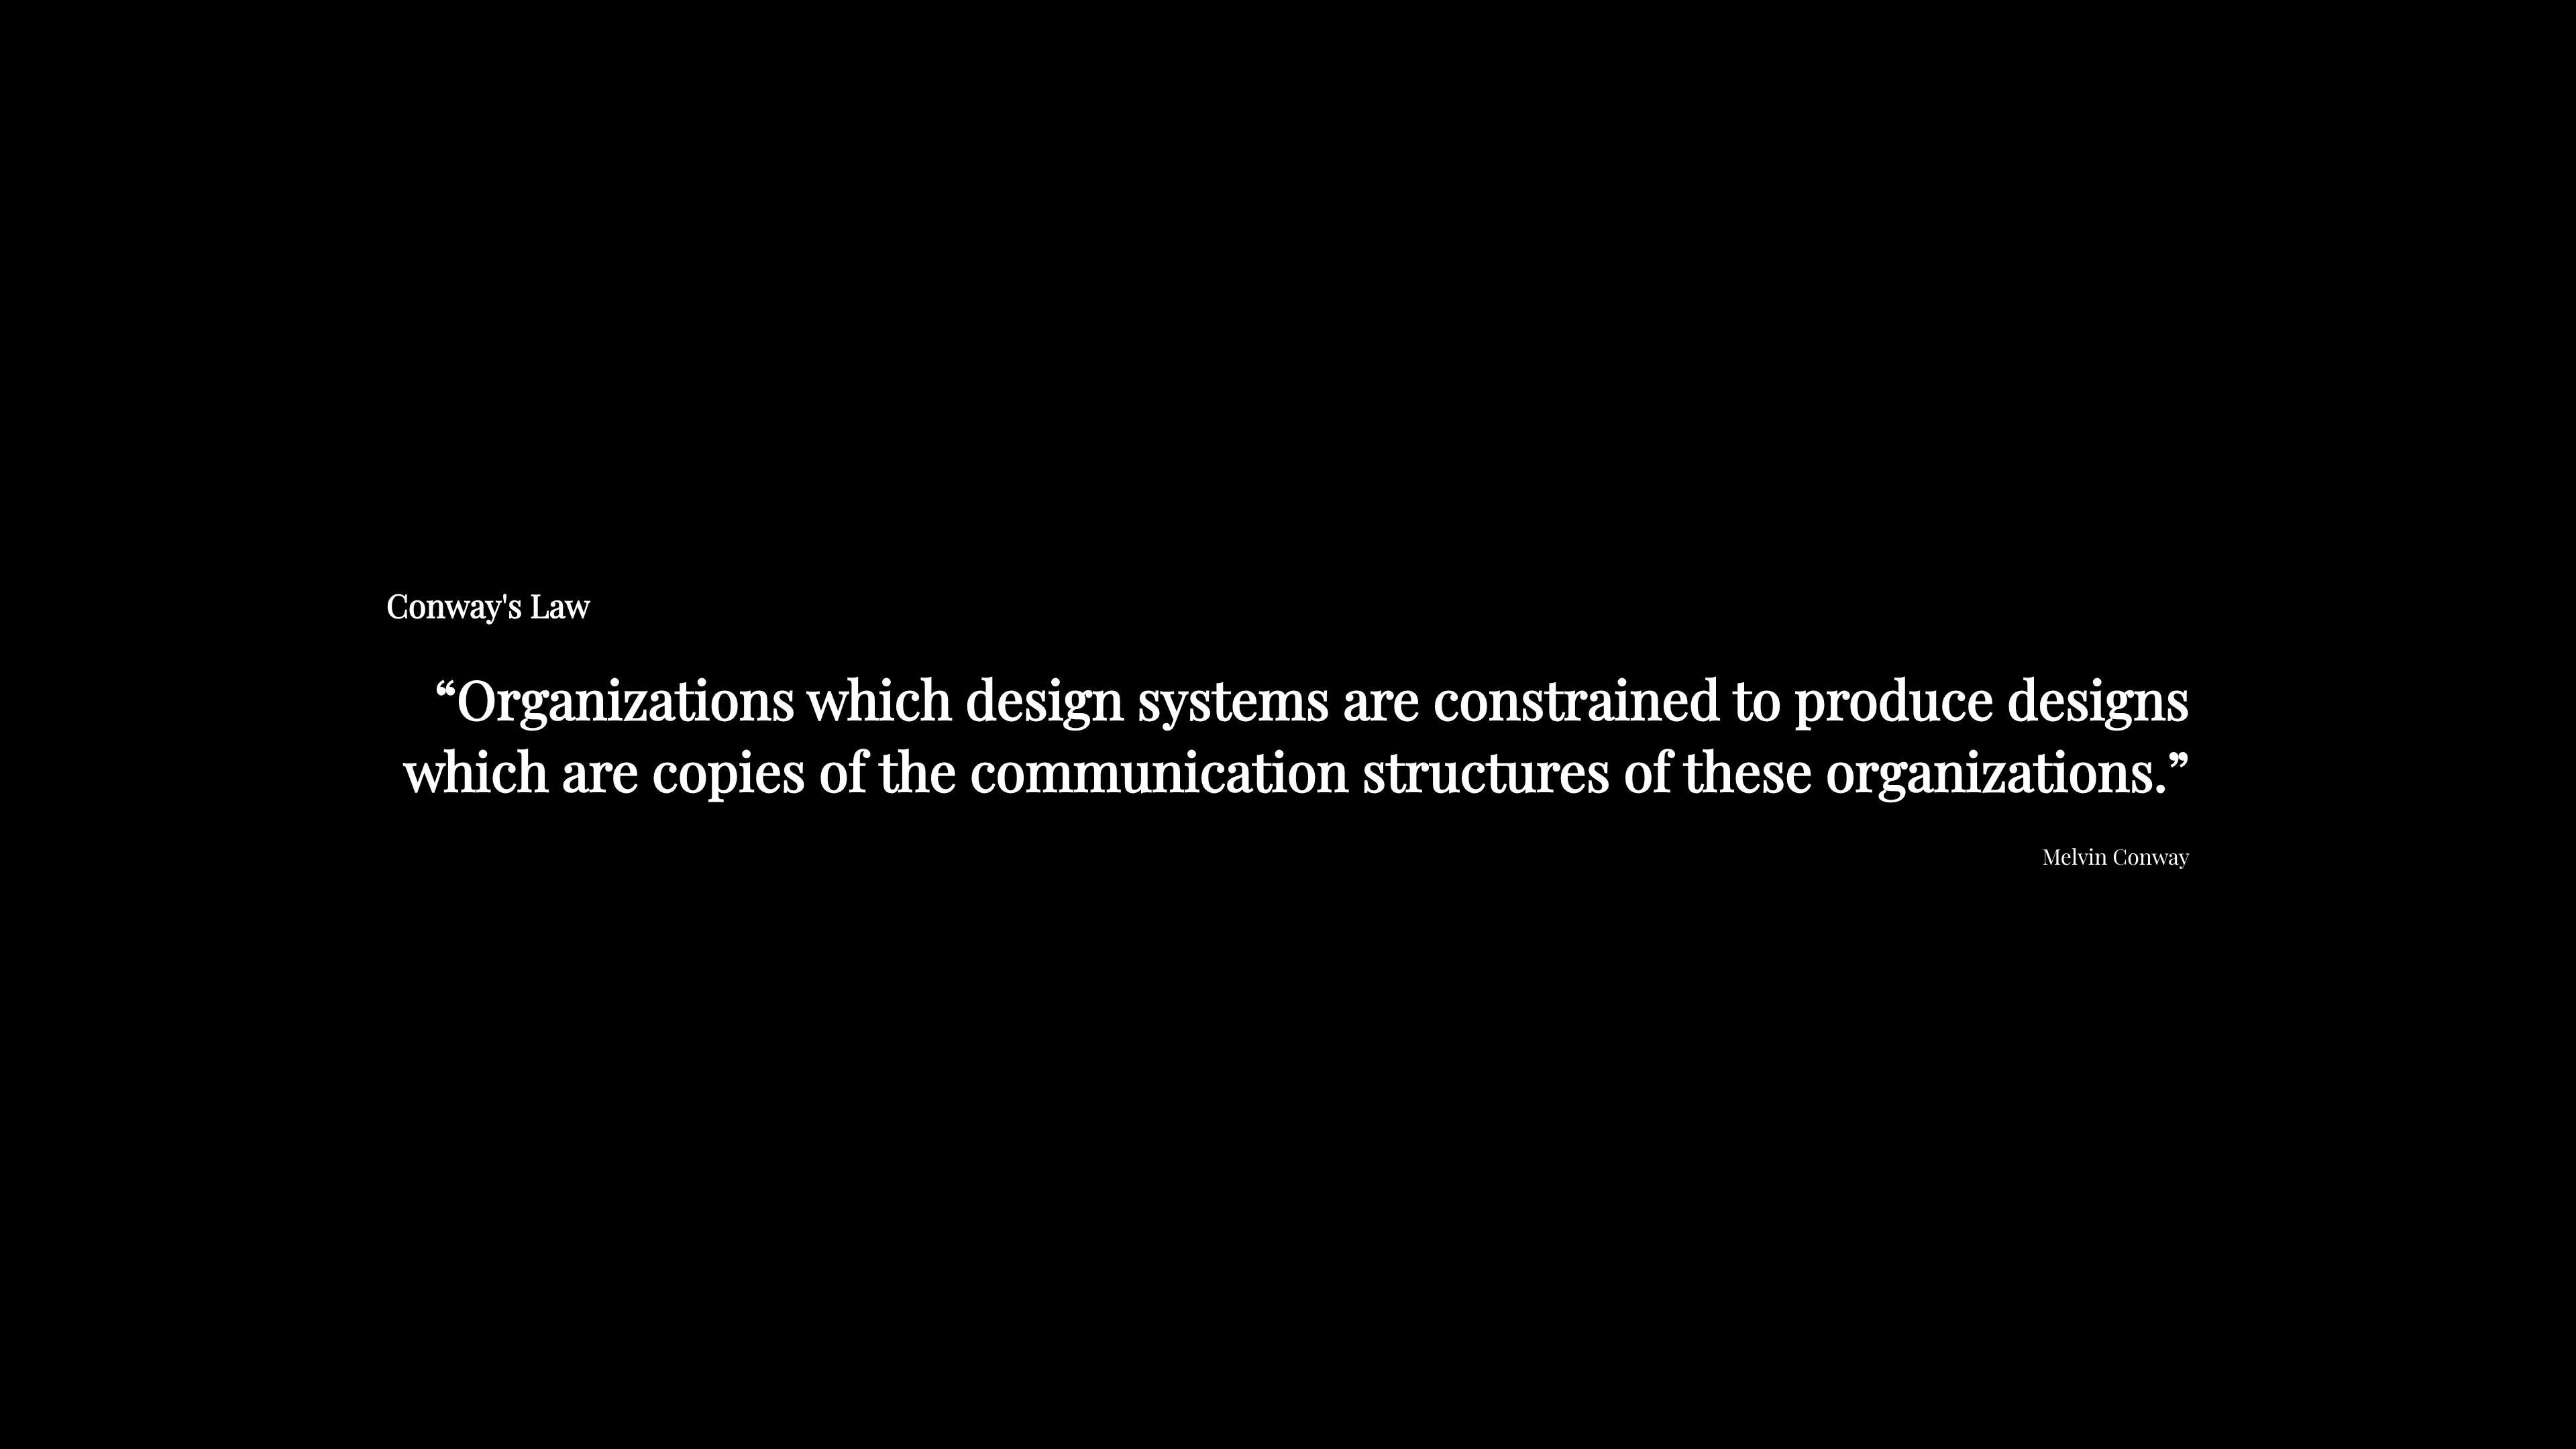 Conway's Law
“Organizations which design systems are constrained to produce designs
which are copies of the communication structures of these organizations.”
Melvin Conway